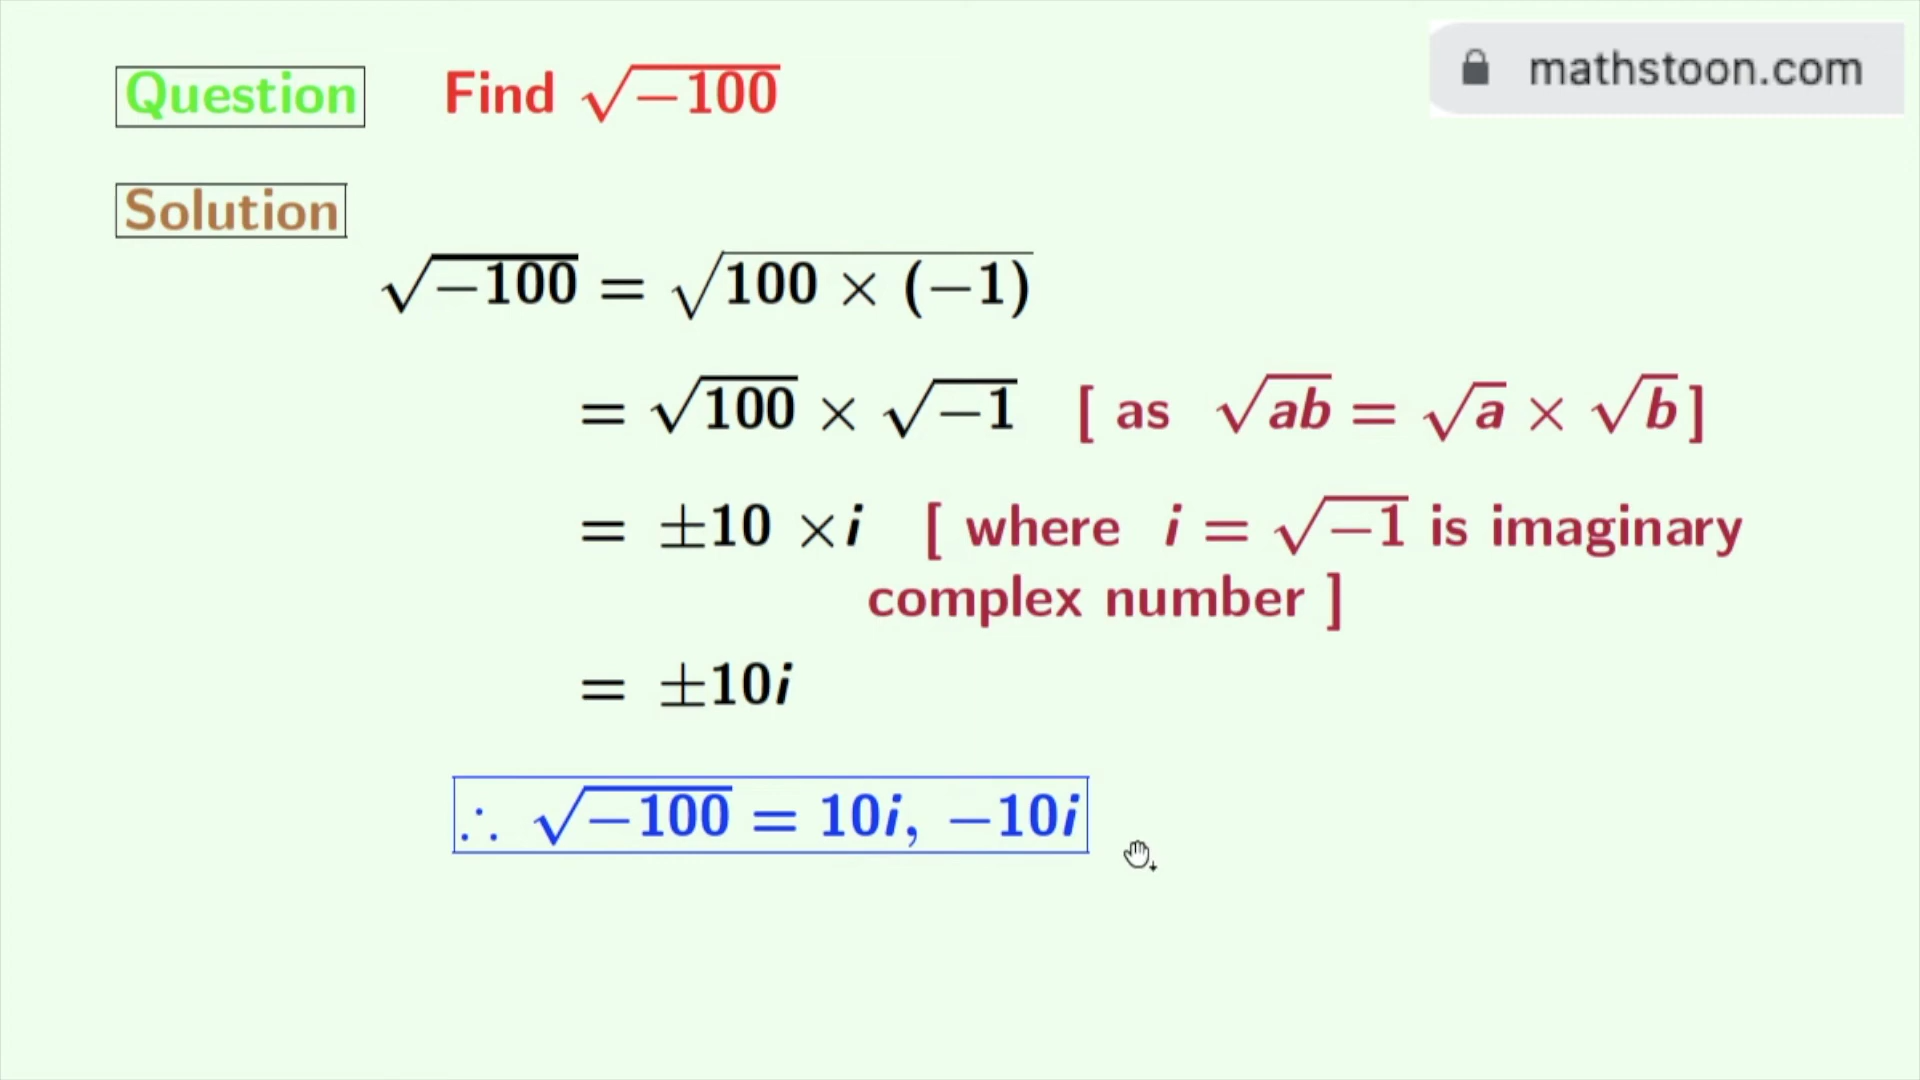 Question Find √−100
mathstoon.com
Solution
√−100 = √100 × (−1)
= √100 × √−1 [ as √ab = √a × √b ]
= ±10 ×i [ where i = √−1 is imaginary
complex number ]
= ±10i
∴ √−100 = 10i, −10i